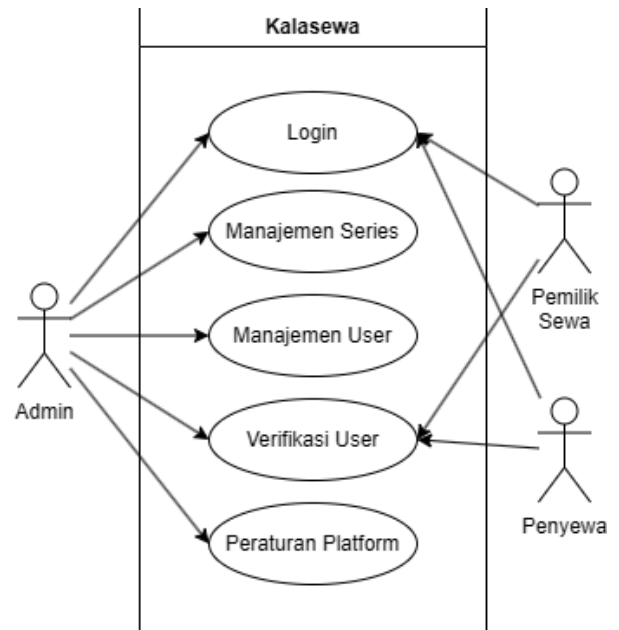 Kalasewa
Login
Manajemen Series
Manajemen User
Verifikasi User
Peraturan Platform
Admin
Pemilik
Sewa
Penyewa